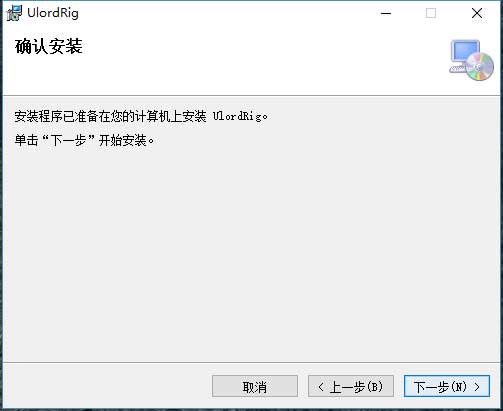 UlordRig
确认安装
安装程序已准备在您的计算机上安装 UlordRig。
单击“下一步”开始安装。
取消
< 上一步(B)
下一步(N) >